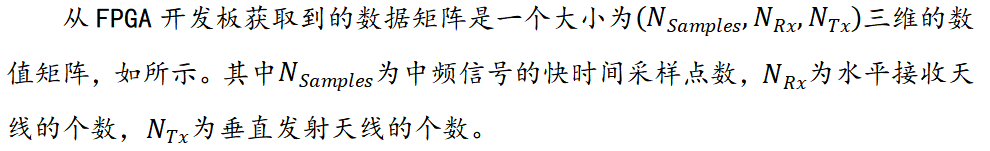 从 FPGA 开发板获取到的数据矩阵是一个大小为($N_{Samples}, N_{Rx}, N_{Tx}$)三维的数
值矩阵，如所示。其中$N_{Samples}$为中频信号的快时间采样点数，$N_{Rx}$为水平接收天
线的个数，$N_{Tx}$为垂直发射天线的个数。